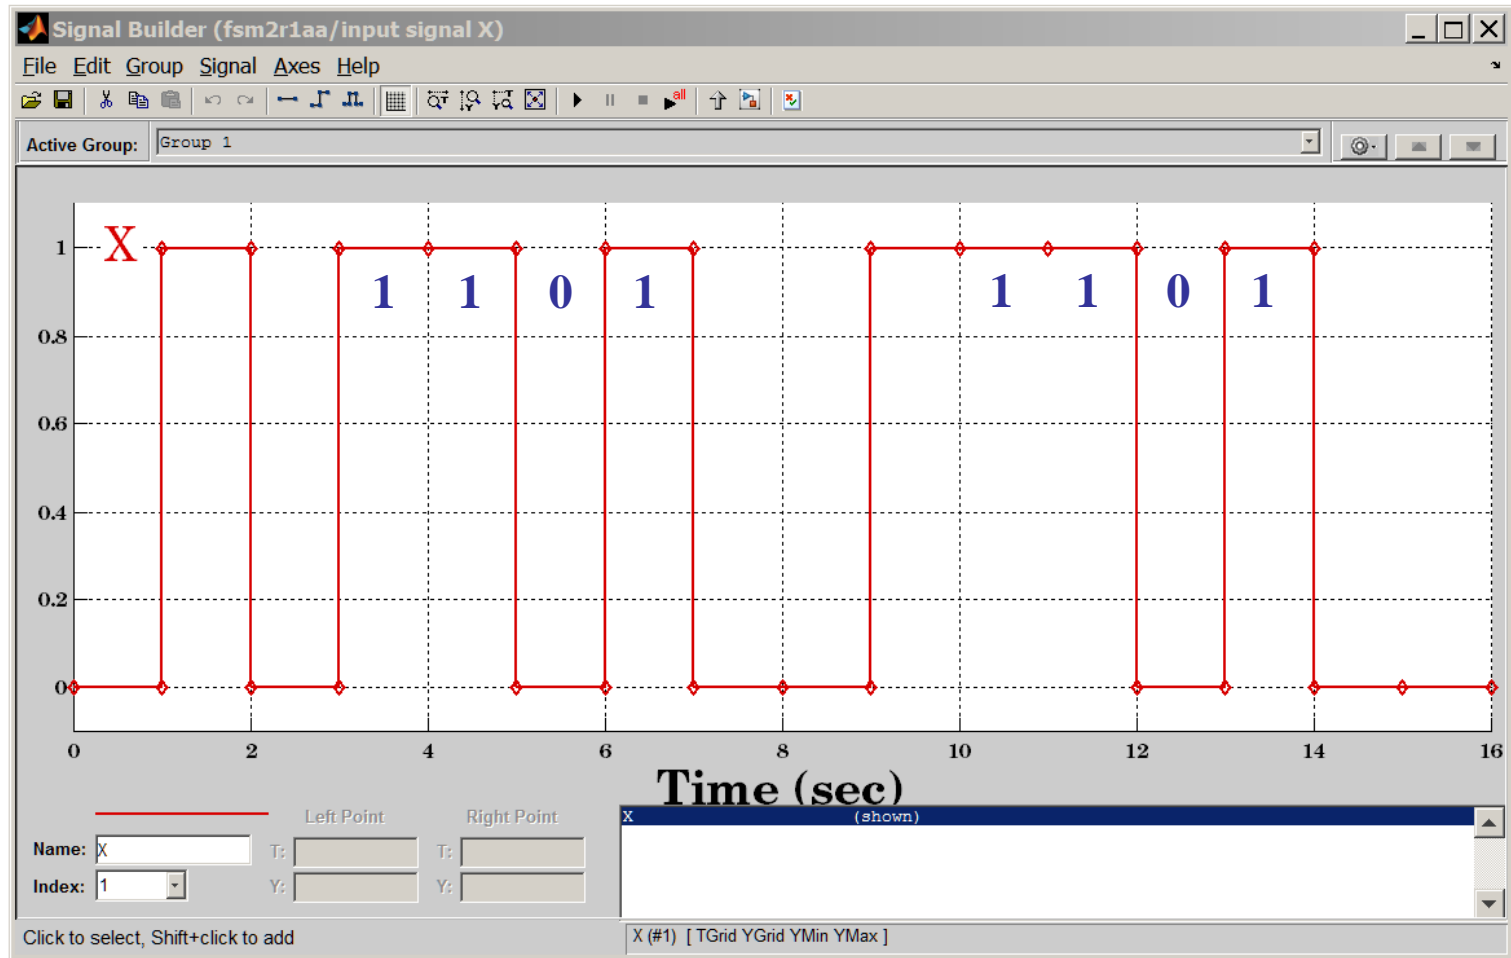 Signal Builder (fsm2r1aa/input signal X)
File Edit Group Signal Axes Help
all
Active Group: Group 1
X
1
0.8
0.6
0.4
0.2
0
1 1 0 1 1 1 0 1
0 2 4 6 8 10 12 14 16
Time (sec)
Left Point Right Point
X (shown)
Name: X T: T:
Index: 1 Y: Y:
Click to select, Shift+click to add
X (#1) [ TGrid YGrid YMin YMax ]